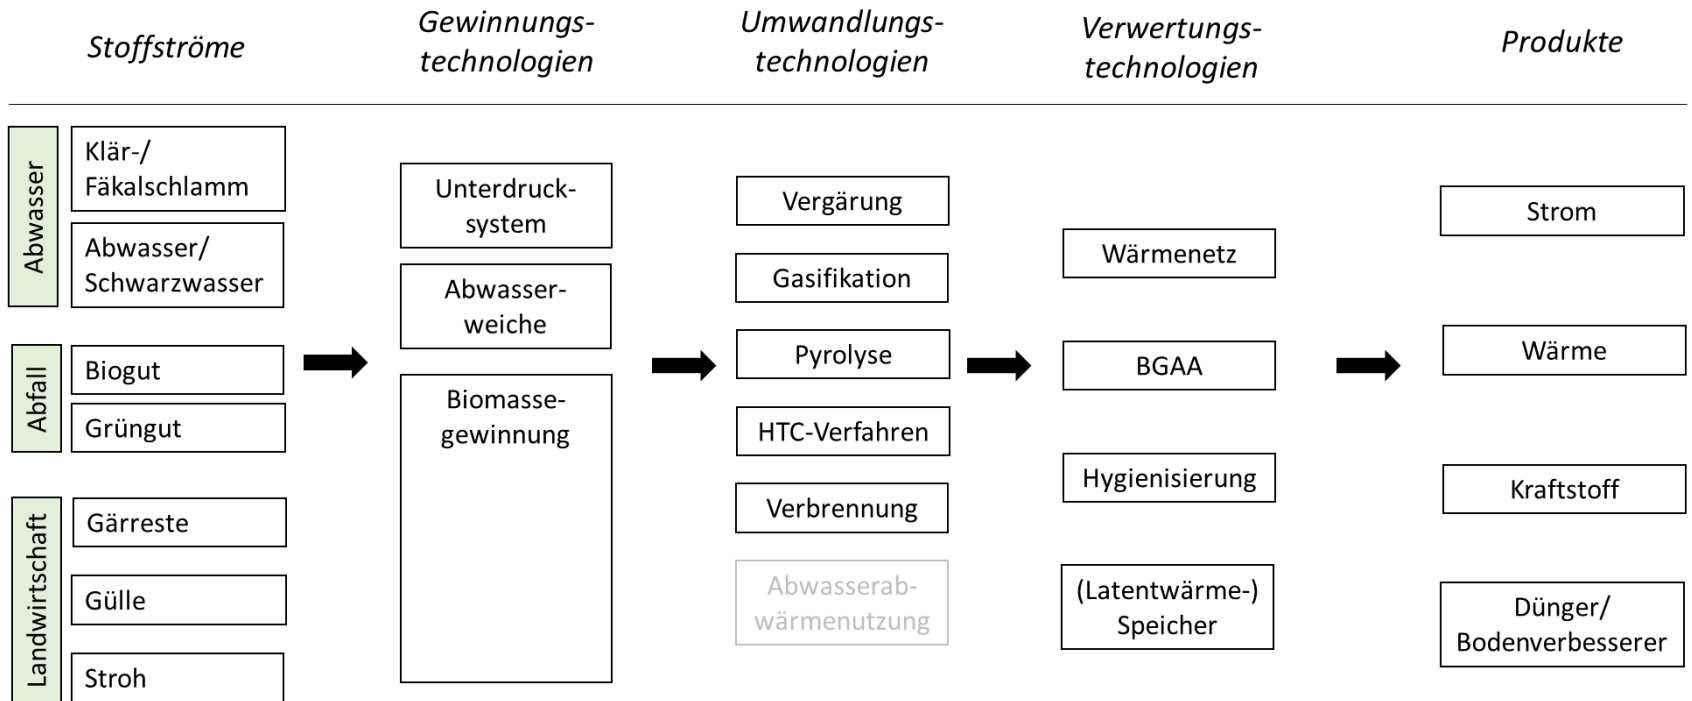 Stoffströme
Gewinnungs-
technologien
Umwandlungs-
technologien
Verwertungs-
technologien
Produkte
Abwasser
Klär-/
Fäkalschlamm
Abwasser/
Schwarzwasser
Abfall
Biogut
Grüngut
Landwirtschaft
Gärreste
Gülle
Stroh
Unterdruck-
system
Abwasser-
weiche
Biomasse-
gewinnung
Vergärung
Gasifikation
Pyrolyse
HTC-Verfahren
Verbrennung
Abwasserab-
wärmenutzung
Wärmenetz
BGAA
Hygienisierung
(Latentwärme-)
Speicher
Strom
Wärme
Kraftstoff
Dünger/
Bodenverbesserer